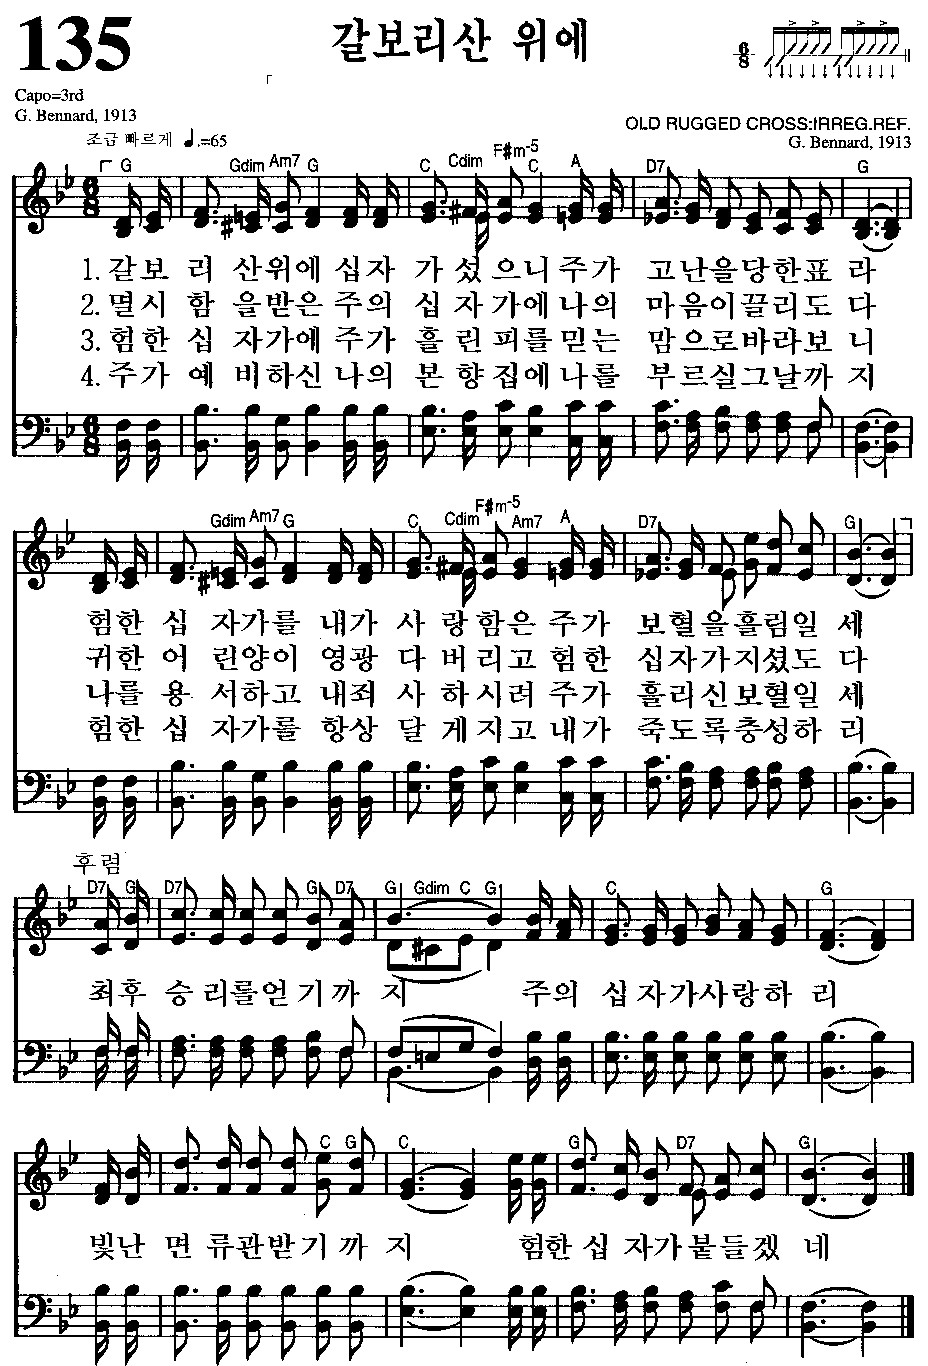 135
갈보리산 위에
Capo=3rd
G. Bennard, 1913
조금 빠르게 ♩.=65
OLD RUGGED CROSS:IRREG.REF.
G. Bennard, 1913
G Gdim Am7 G C Cdim F#m-5 C A D7 G
1. 갈보 리 산위에 십자 가 섰 으니 주가 고난을당한표 라
2. 멸시 함 을받은 주의 십 자 가에 나의 마음이끌리도 다
3. 험한 십 자가에 주가 흘 린 피를 믿는 맘으로바라보 니
4. 주가 예 비하신 나의 본 향 집에 나를 부르실그날까 지
Gdim Am7 G C Cdim F#m-5 Am7 A D7 G
험한 십 자가를 내가 사 랑 함은 주가 보혈을흘림일 세
귀한 어 린양이 영광 다 버 리고 험한 십자가지셨도 다
나를 용 서하고 내죄 사 하 시려 주가 흘리신보혈일 세
험한 십 자가를 항상 달 게 지고 내가 죽도록충성하 리
후렴
D7 G D7 G D7 G Gdim C G C G
최후 승 리를얻 기까 지 주의 십 자가사랑하 리
C G C G D7 G
빛난 면 류관받 기까 지 험한 십 자가붙들겠 네